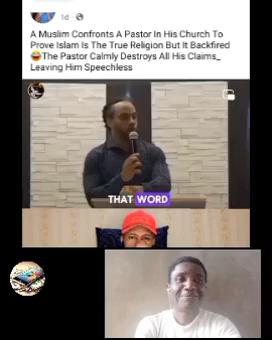 1d
A Muslim Confronts A Pastor In His Church To
Prove Islam Is The True Religion But It Backfired
😂The Pastor Calmly Destroys All His Claims_
Leaving Him Speechless
THAT WORD